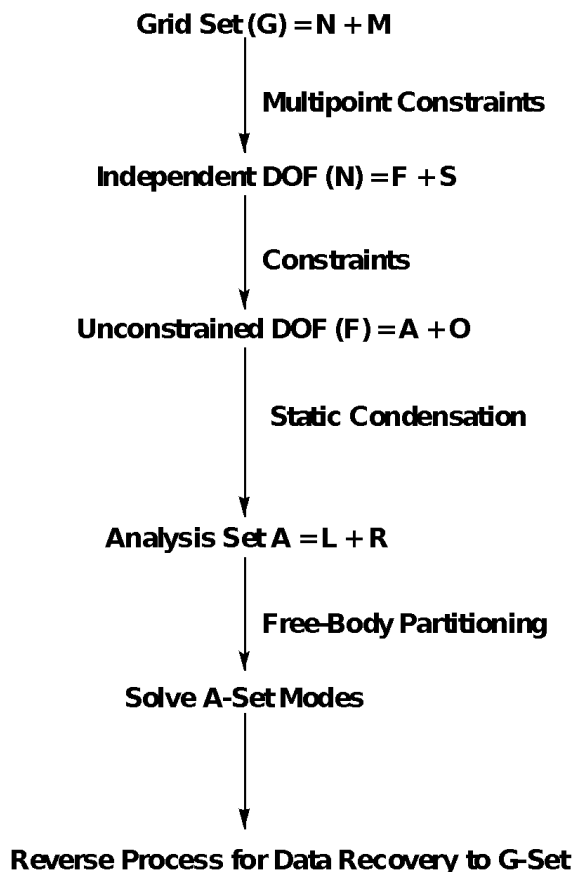 Grid Set (G) = N + M
Multipoint Constraints
Independent DOF (N) = F + S
Constraints
Unconstrained DOF (F) = A + O
Static Condensation
Analysis Set A = L + R
Free-Body Partitioning
Solve A-Set Modes
Reverse Process for Data Recovery to G-Set